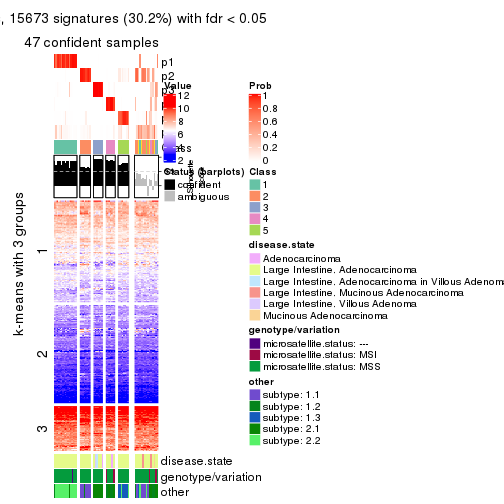 , 15673 signatures (30.2%) with fdr < 0.05
47 confident samples
p1
p2
Value
12
10
8
6
2
Prob
1
0.8
0.6
0.4
0.2
0
Status (barplots)
confident
ambiguous
Class
1
2
3
4
5
k-means with 3 groups
1
2
3
disease.state
Adenocarcinoma
Large Intestine. Adenocarcinoma
Large Intestine. Adenocarcinoma in Villous
Large Intestine. Mucinous Adenocarcinoma
Large Intestine. Villous Adenoma
Mucinous Adenocarcinoma
genotype/variation
microsatellite.status: ---
microsatellite.status: MSI
microsatellite.status: MSS
other
subtype: 1.1
subtype: 1.2
subtype: 1.3
subtype: 2.1
subtype: 2.2
disease.state
genotype/variation
other